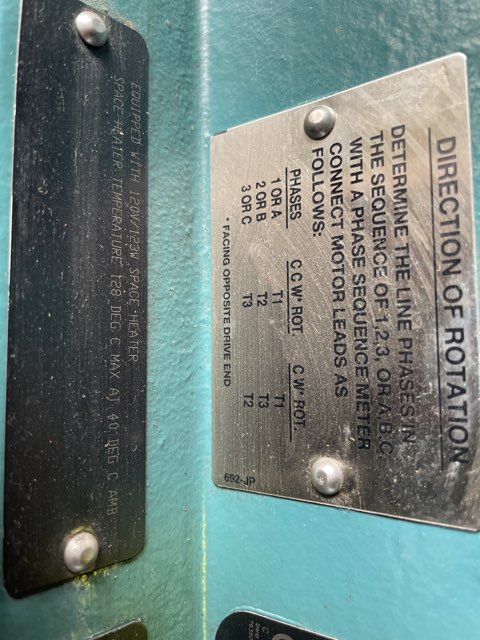 DIRECTION OF ROTATION
DETERMINE THE LINE PHASES IN
THE SEQUENCE OF 1,2,3, OR A.B.C.
WITH A PHASE SEQUENCE METER
CONNECT MOTOR LEADS AS
FOLLOWS:
PHASES C C W* ROT. C W* ROT.
1 OR A T1 T1
2 OR B T2 T3
3 OR C T3 T2
* FACING OPPOSITE DRIVE END
692-JP
EQUIPPED WITH 120V/123W SPACE HEATER
SPACE HEATER TEMPERATURE 128 DEG C MAX AT 40 DEG C AMB